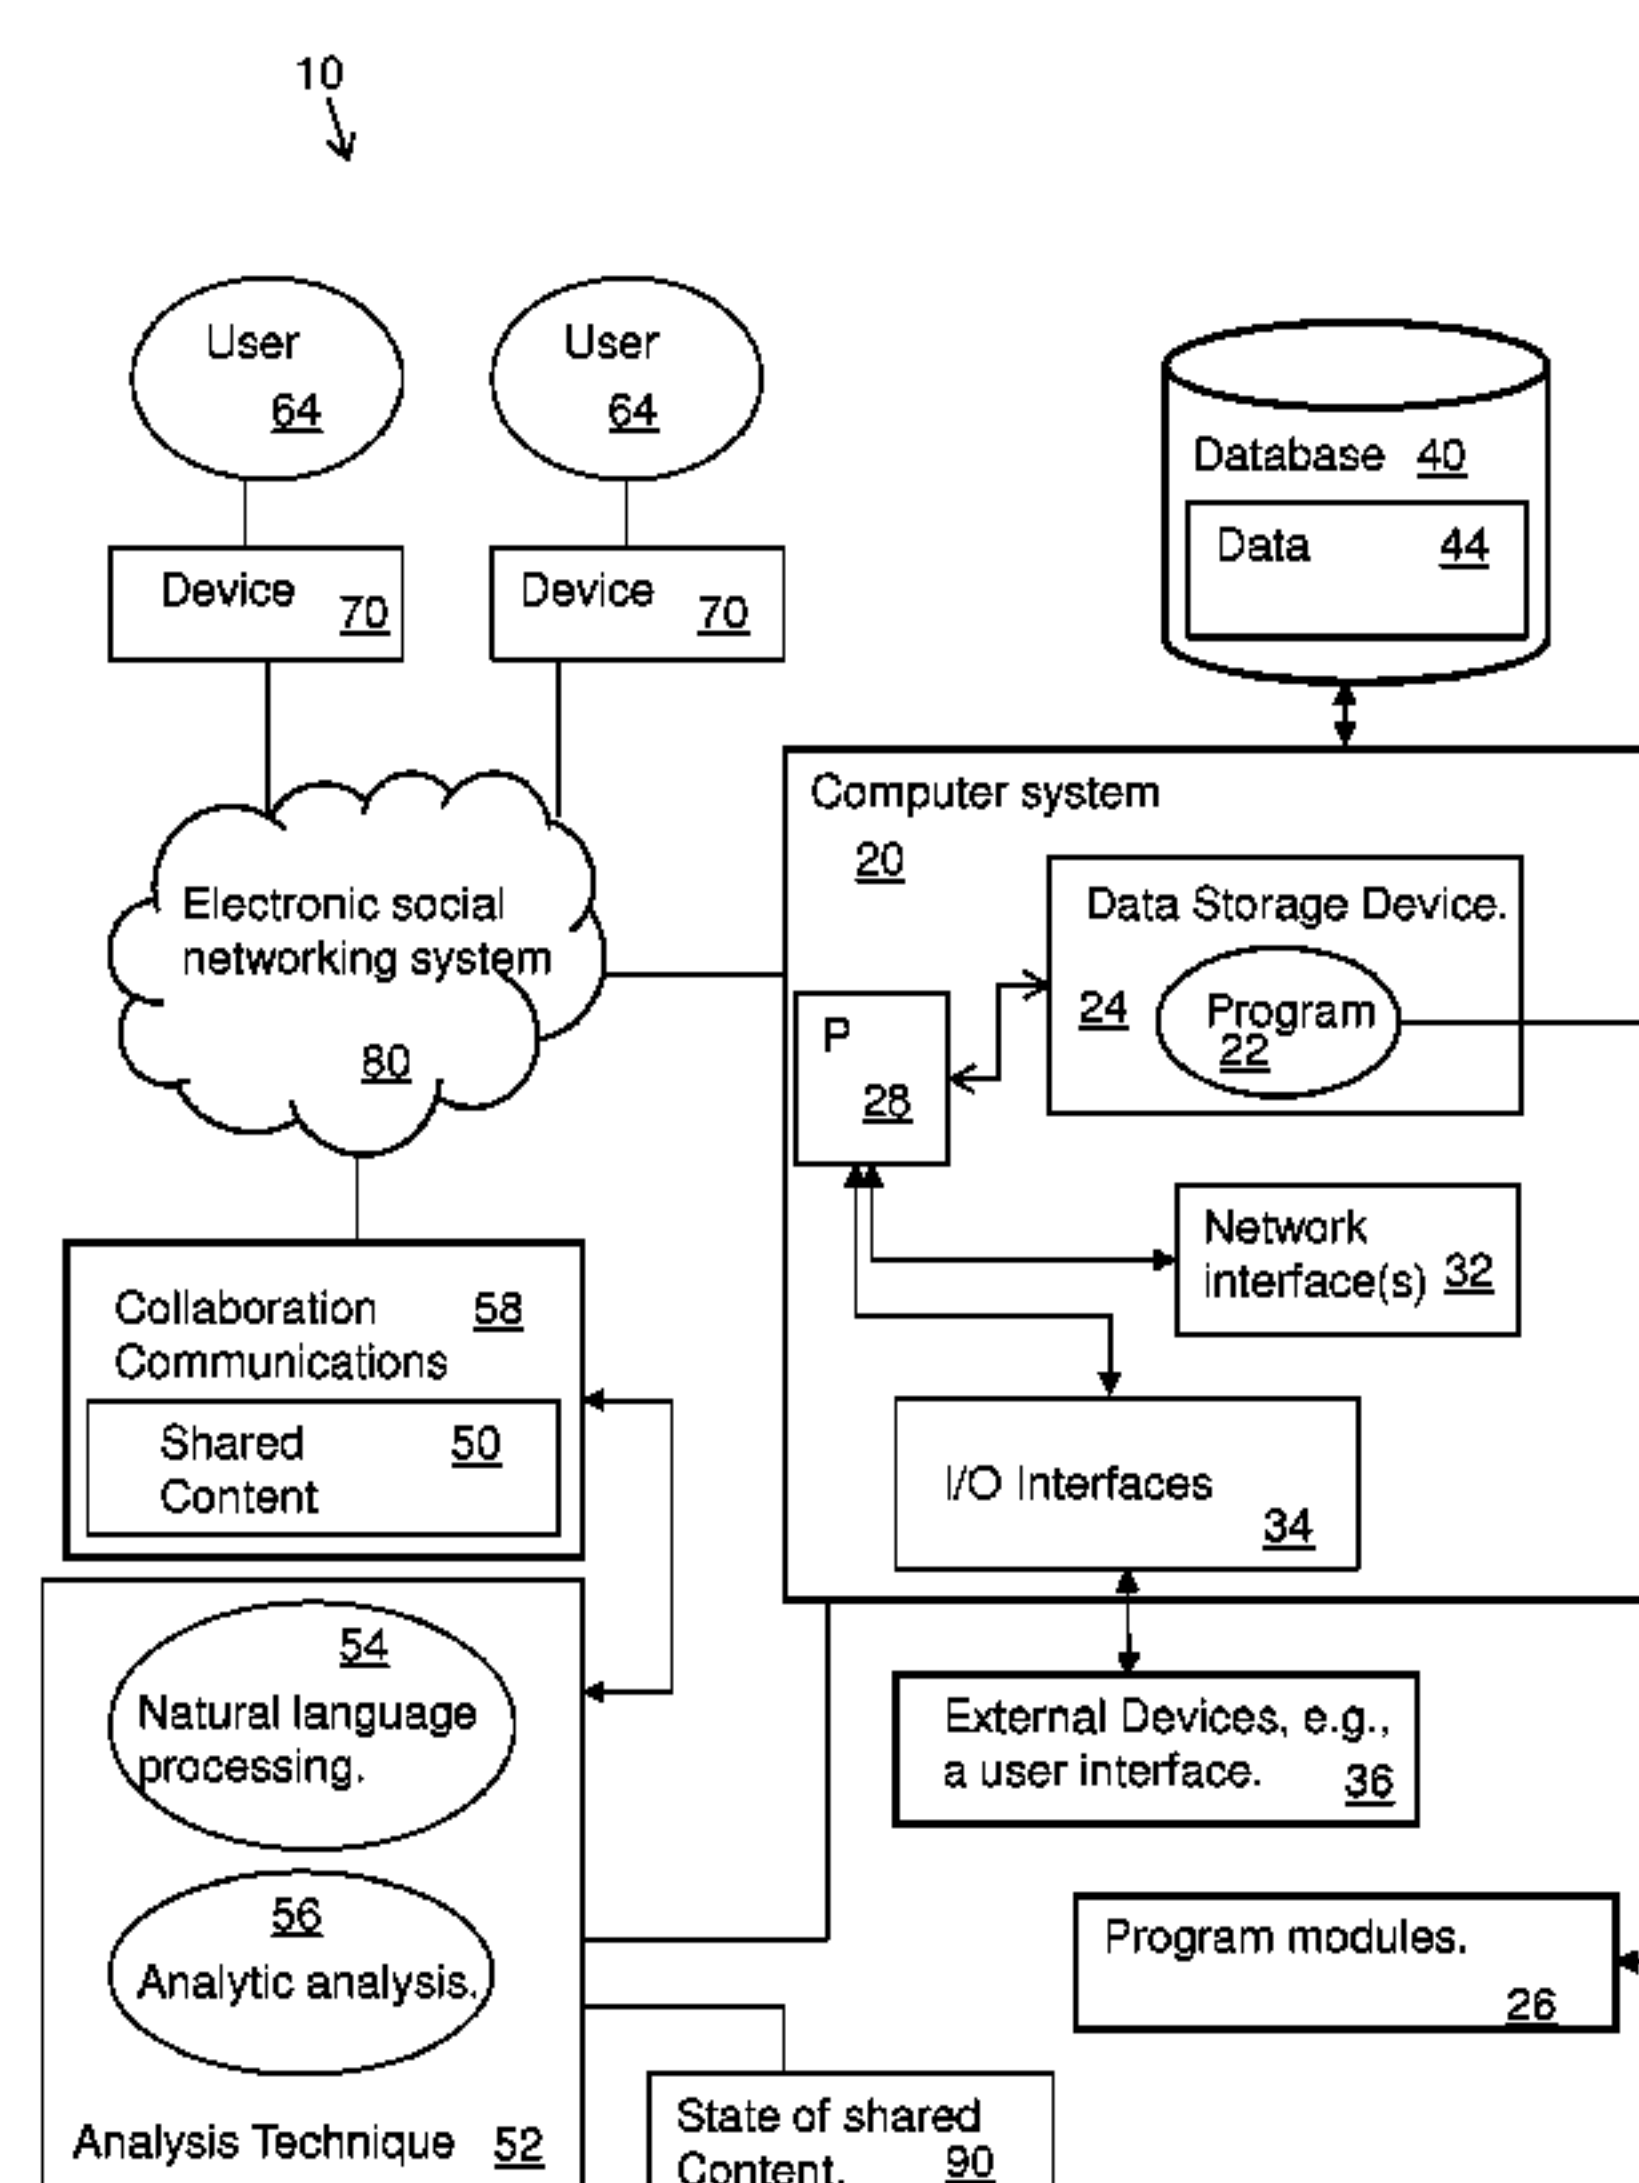 10
User
64
User
64
Device 70
Device 70
Database 40
Data 44
Computer system
20
Data Storage Device.
24
Program
22
Electronic social
networking system
80
P
28
Network
interface(s) 32
Collaboration 58
Communications
Shared 50
Content
I/O Interfaces
34
54
Natural language
processing.
External Devices, e.g.,
a user interface. 36
56
Analytic analysis.
Program modules.
26
Analysis Technique 52
State of shared
Content. 90